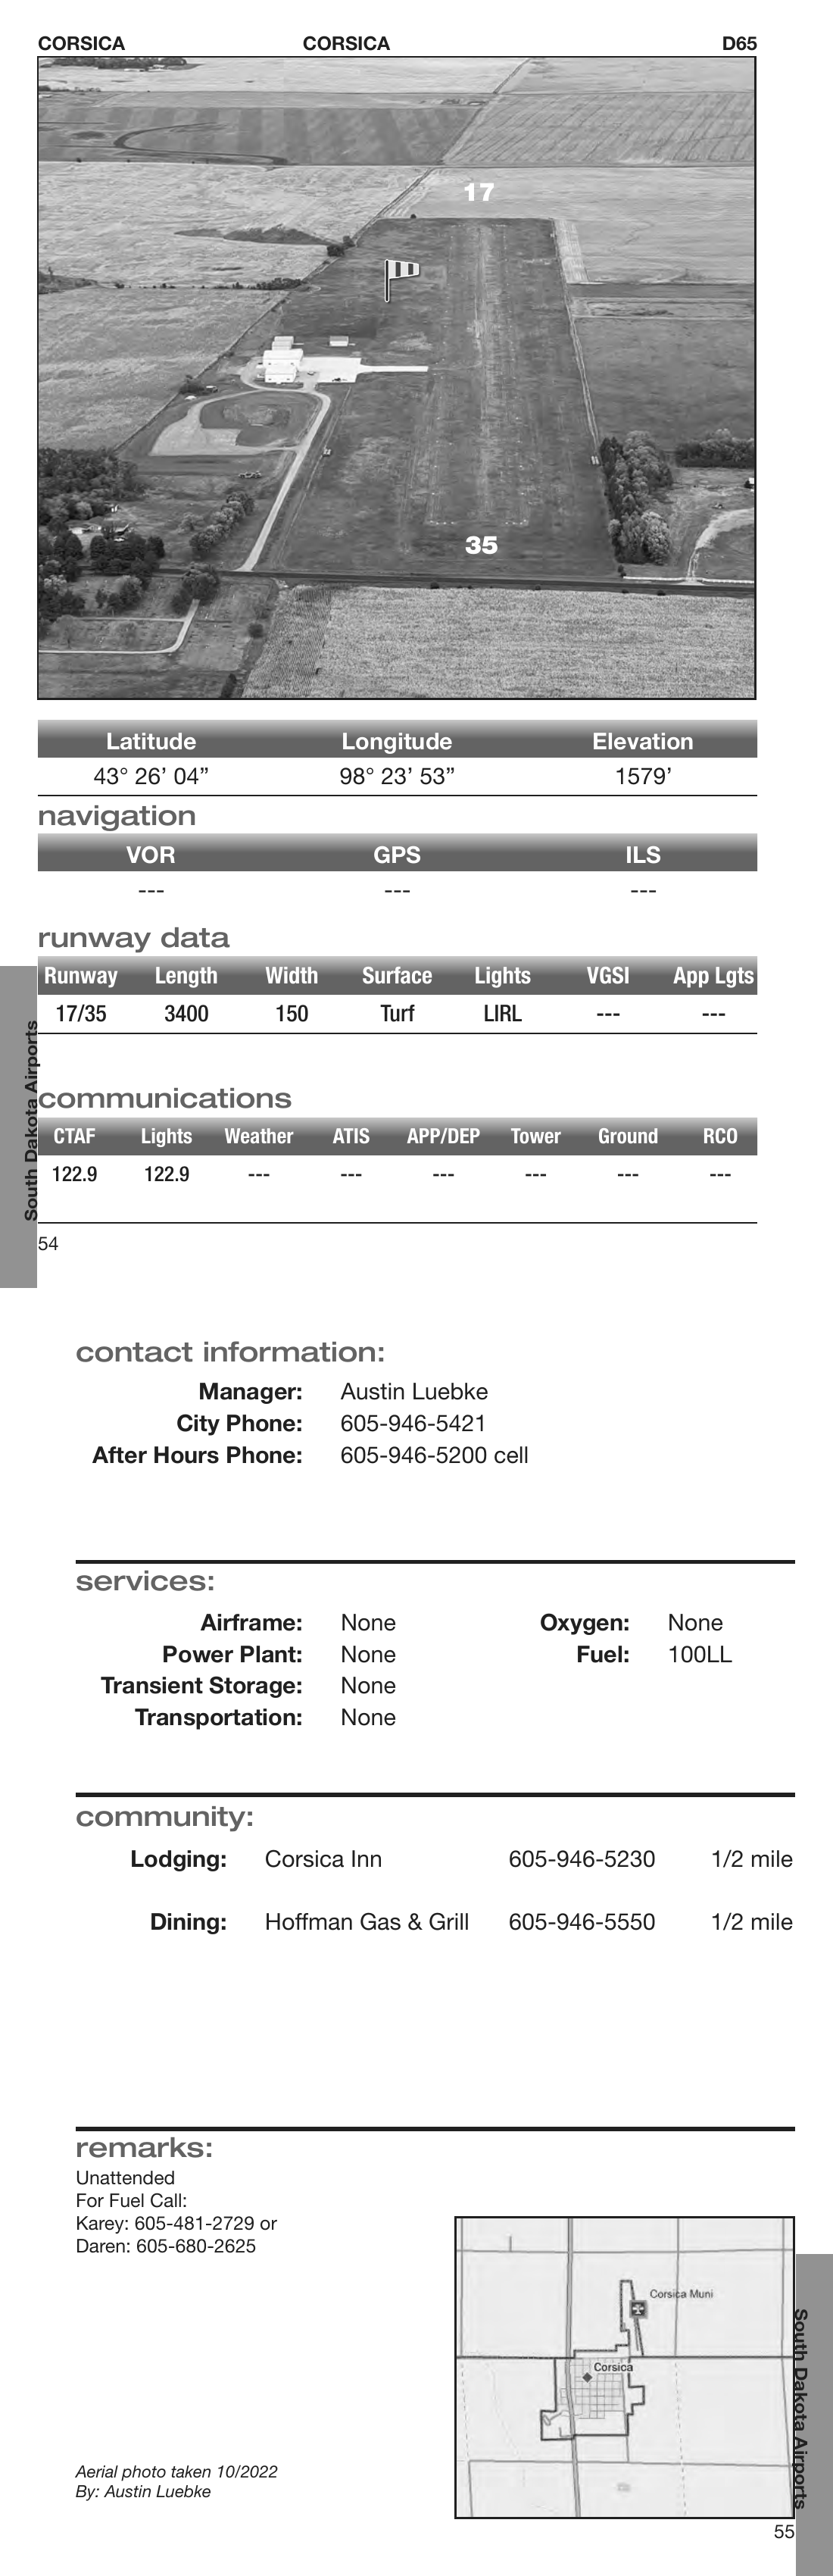 CORSICA CORSICA D65
17
35
Latitude Longitude Elevation
43° 26’ 04” 98° 23’ 53” 1579’
navigation
VOR GPS ILS
--- --- ---
runway data
Runway Length Width Surface Lights VGSI App Lgts
17/35 3400 150 Turf LIRL --- ---
South Dakota Airports
communications
CTAF Lights Weather ATIS APP/DEP Tower Ground RCO
122.9 122.9 --- --- --- --- --- ---
54
contact information:
Manager: Austin Luebke
City Phone: 605-946-5421
After Hours Phone: 605-946-5200 cell
services:
Airframe: None Oxygen: None
Power Plant: None Fuel: 100LL
Transient Storage: None
Transportation: None
community:
Lodging: Corsica Inn 605-946-5230 1/2 mile
Dining: Hoffman Gas & Grill 605-946-5550 1/2 mile
remarks:
Unattended
For Fuel Call:
Karey: 605-481-2729 or
Daren: 605-680-2625
Corsica Muni
Corsica
South Dakota Airports
Aerial photo taken 10/2022
By: Austin Luebke
55